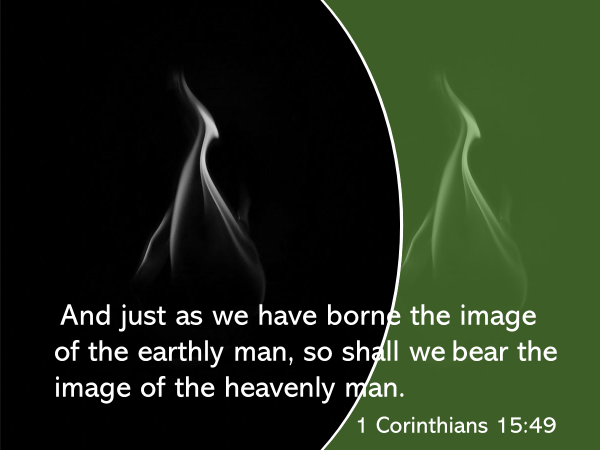 And just as we have borne the image
of the earthly man, so shall we bear the
image of the heavenly man.
1 Corinthians 15:49